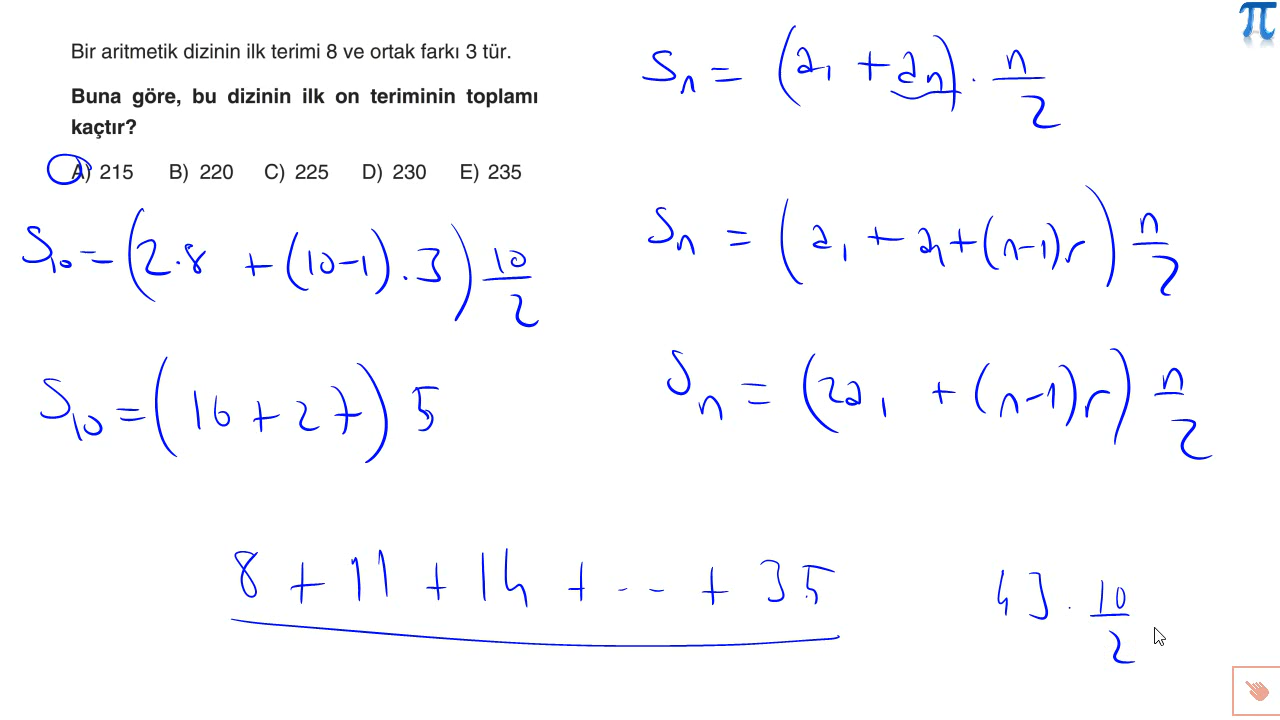 π
Bir aritmetik dizinin ilk terimi 8 ve ortak farkı 3 tür.
Buna göre, bu dizinin ilk on teriminin toplamı
kaçtır?
A) 215 B) 220 C) 225 D) 230 E) 235
S₁₀ = (2.8 + (10-1).3) 10/2
S₁₀ = (16 + 27) 5
Sₙ = (a₁ + aₙ) . n/2
Sₙ = (a₁ + a₁ + (n-1)r) n/2
Sₙ = (2a₁ + (n-1)r) n/2
8 + 11 + 14 + ... + 35
43 . 10/2